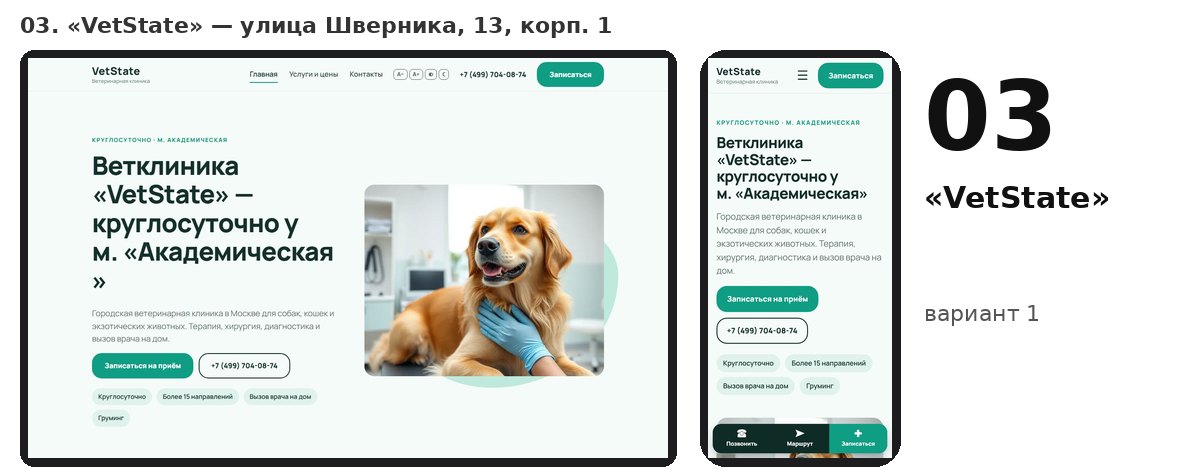 03. «VetState» — улица Шверника, 13, корп. 1
VetState
Ветеринарная клиника
Главная Услуги и цены Контакты A− A+ ◐ ☾ +7 (499) 704-08-74 Записаться
КРУГЛОСУТОЧНО · М. АКАДЕМИЧЕСКАЯ
Ветклиника
«VetState» —
круглосуточно у
м. «Академическая
»
Городская ветеринарная клиника в Москве для собак, кошек и
экзотических животных. Терапия, хирургия, диагностика и
вызов врача на дом.
Записаться на приём +7 (499) 704-08-74
Круглосуточно Более 15 направлений Вызов врача на дом
Груминг
VetState
Ветеринарная клиника
☰ Записаться
КРУГЛОСУТОЧНО · М. АКАДЕМИЧЕСКАЯ
Ветклиника
«VetState» —
круглосуточно у
м. «Академическая»
Городская ветеринарная клиника в
Москве для собак, кошек и
экзотических животных. Терапия,
хирургия, диагностика и вызов врача на
дом.
Записаться на приём
+7 (499) 704-08-74
Круглосуточно Более 15 направлений
Вызов врача на дом Груминг
Позвонить Маршрут Записаться
03
«VetState»
вариант 1